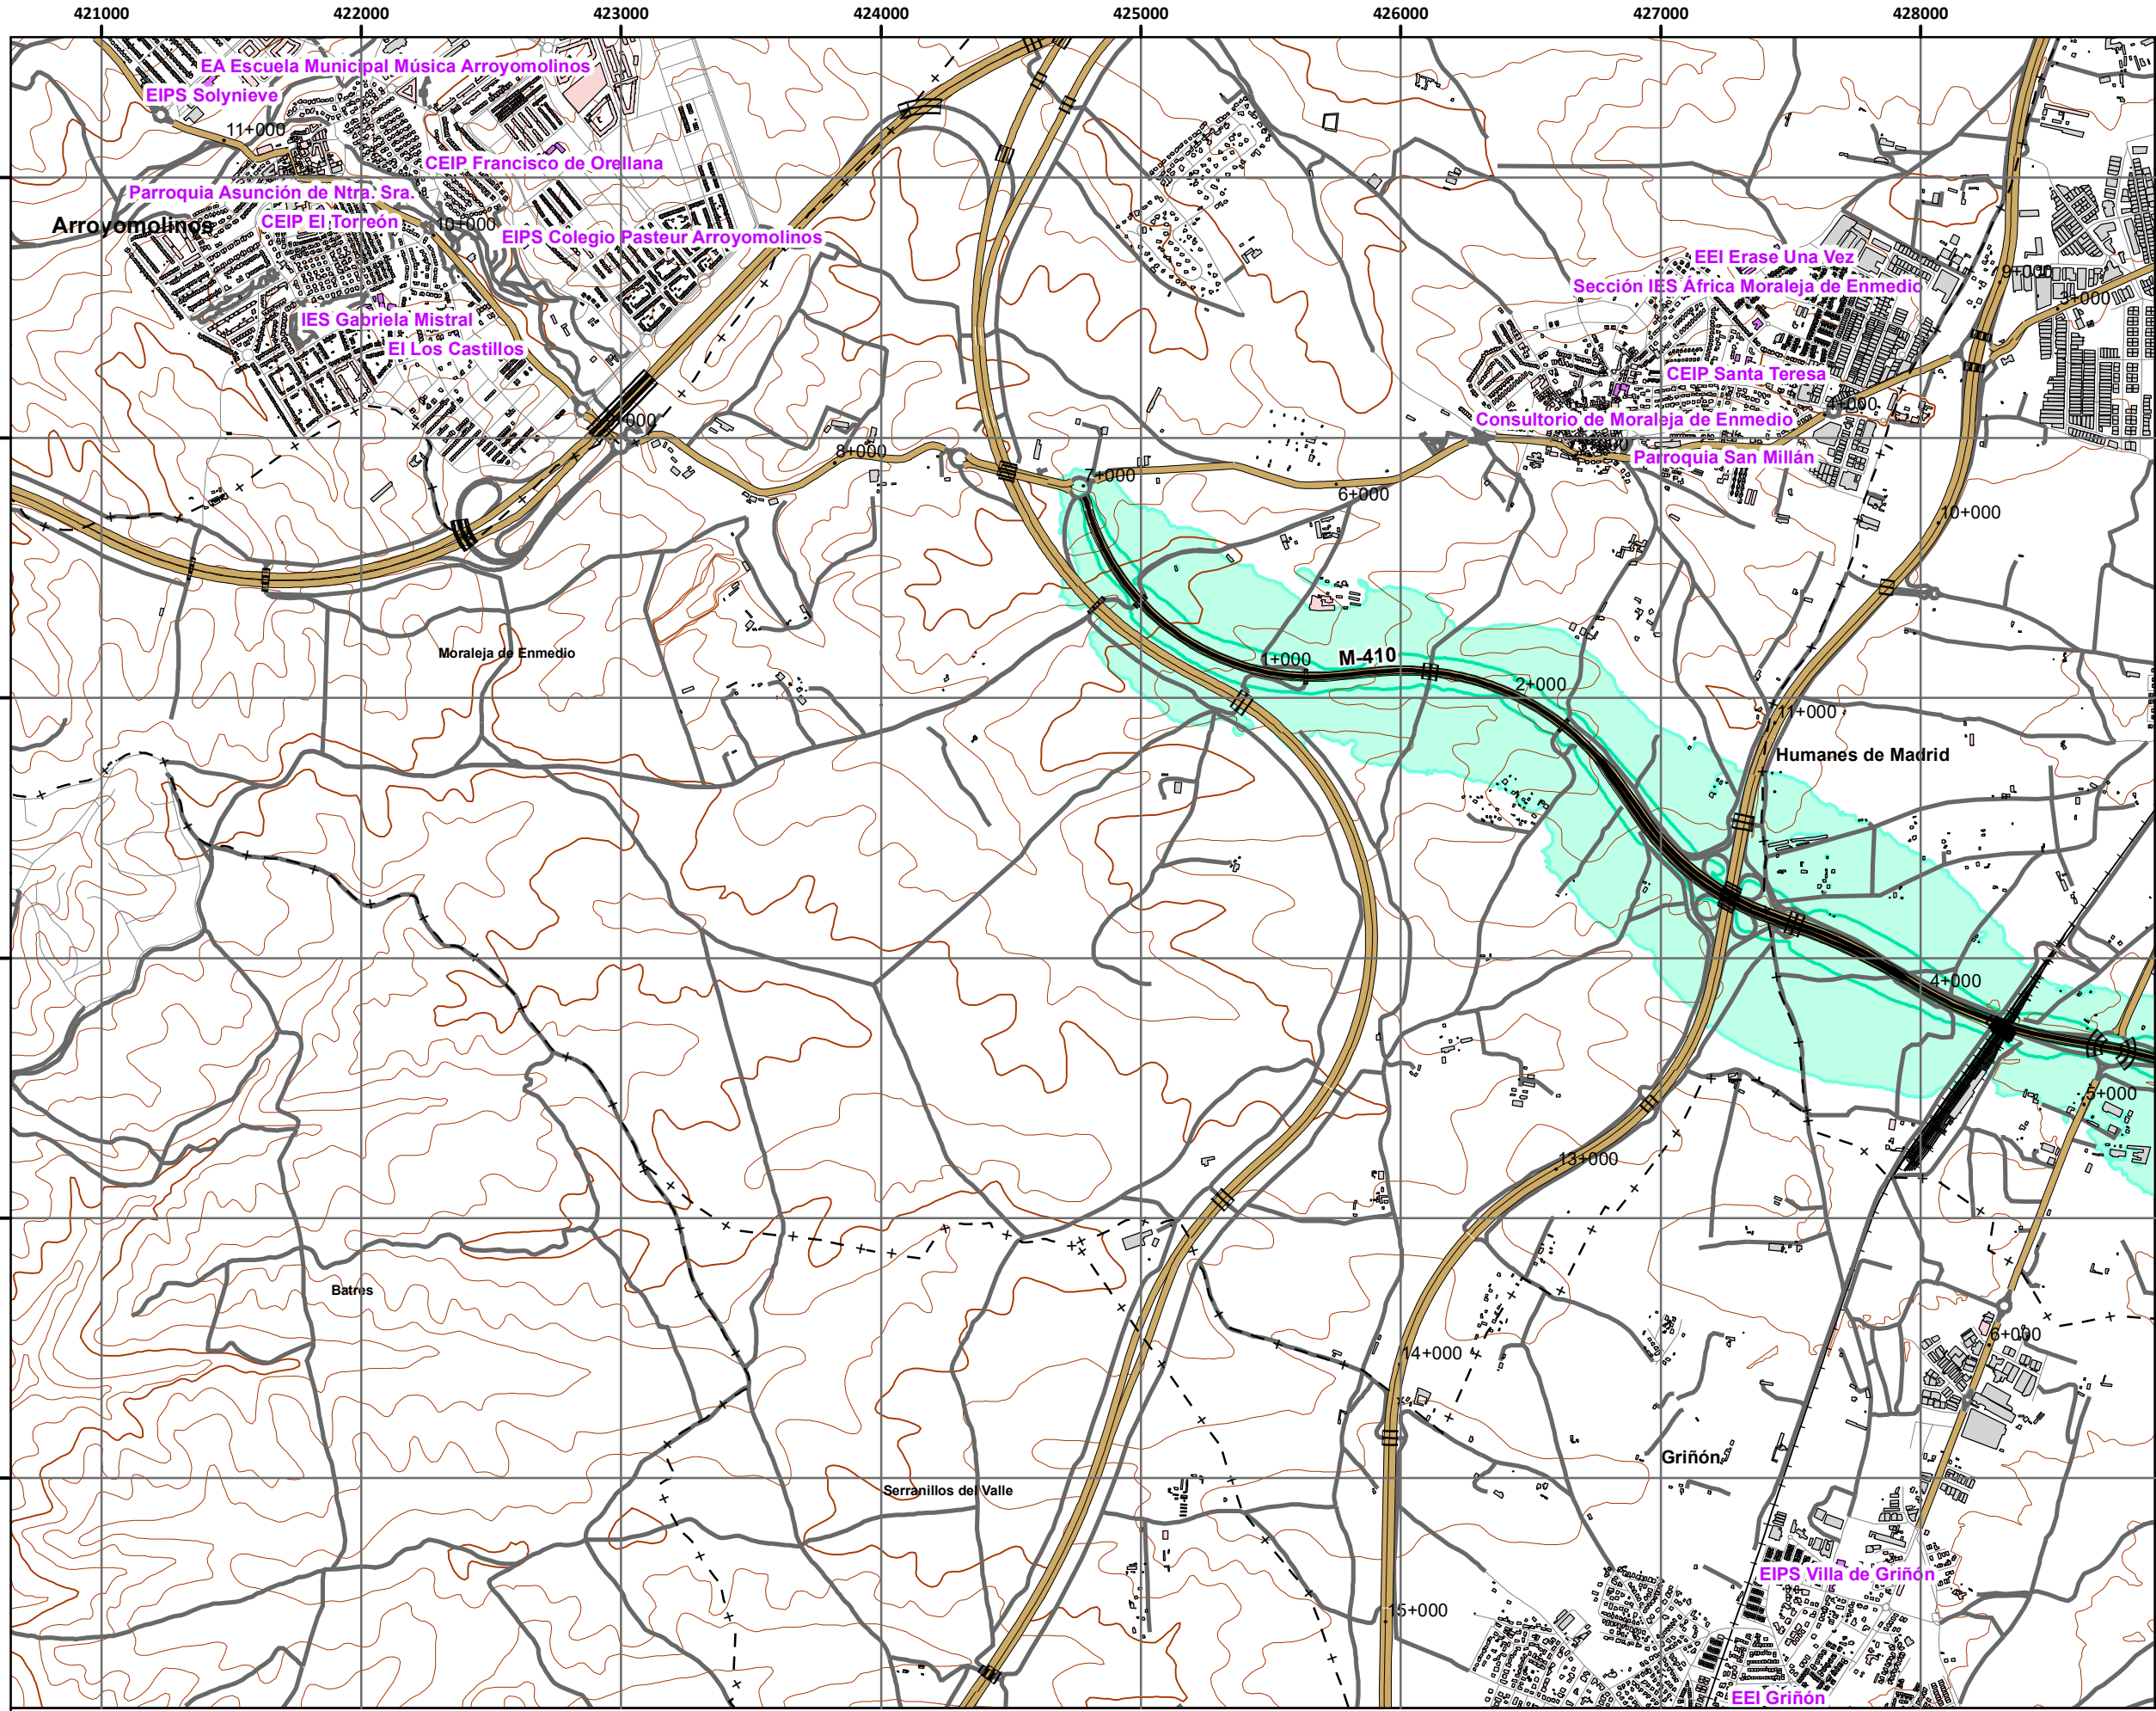 421000 422000 423000 424000 425000 426000 427000 428000
EA Escuela Municipal Música Arroyomolinos
EIPS Solynieve
11+000
CEIP Francisco de Orellana
Parroquia Asunción de Ntra. Sra.
Arroyomolinos
CEIP El Torreón
10+000
EIPS Colegio Pasteur Arroyomolinos
EEI Erase Una Vez
9+000
Sección IES África Moraleja de Enmedio
3+000
IES Gabriela Mistral
EI Los Castillos
CEIP Santa Teresa
4+000
Consultorio de Moraleja de Enmedio
000
8+000
Parroquia San Millán
7+000
6+000
10+000
Moraleja de Enmedio
1+000
M-410
2+000
11+000
Humanes de Madrid
4+000
5+000
13+000
Batres
6+000
14+000
Griñón
Serranillos del Valle
EIPS Villa de Griñón
15+000
EEI Griñón